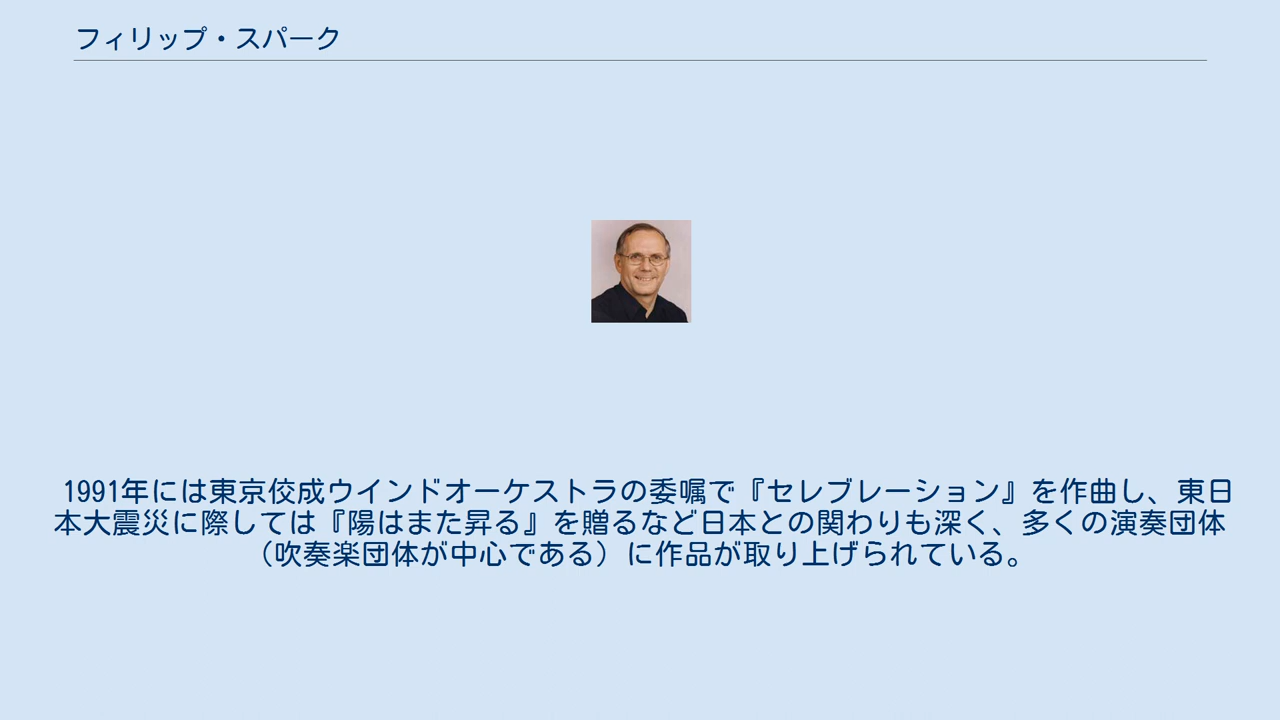 フィリップ・スパーク
1991年には東京佼成ウインドオーケストラの委嘱で『セレブレーション』を作曲し、東日
本大震災に際しては『陽はまた昇る』を贈るなど日本との関わりも深く、多くの演奏団体
（吹奏楽団体が中心である）に作品が取り上げられている。